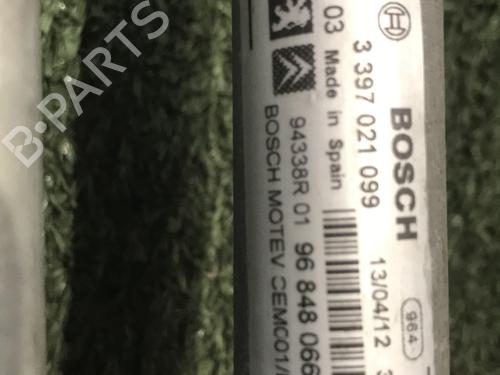 B·PARTS
3 397 021 099
03 Made in Spain
BOSCH
13/04/12
964
94338R 01
96 848 066
BOSCH MOTEV CEM001/